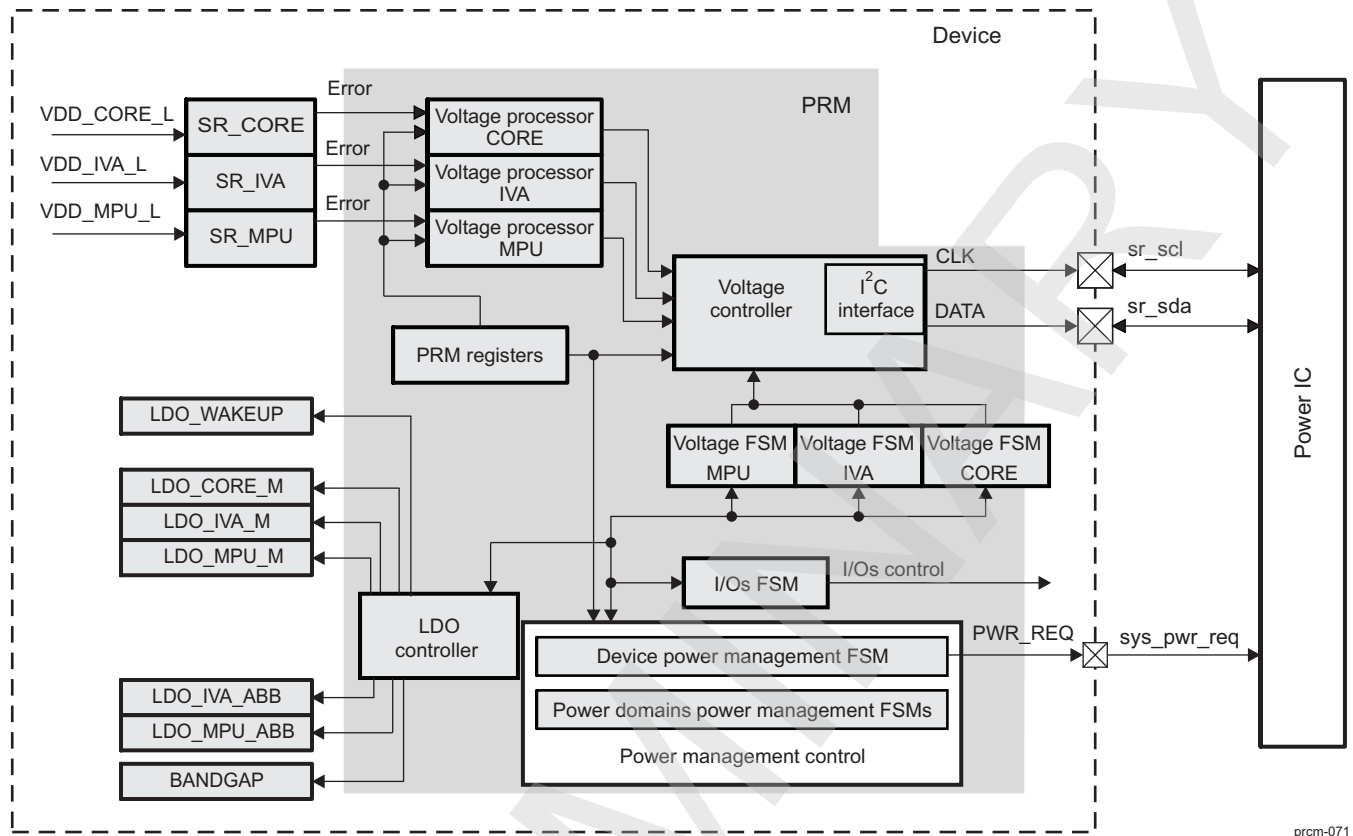 Device
PRM
VDD_CORE_L
VDD_IVA_L
VDD_MPU_L
SR_CORE
SR_IVA
SR_MPU
Error
Error
Error
Voltage processor
CORE
Voltage processor
IVA
Voltage processor
MPU
Voltage
controller
I2C
interface
CLK
DATA
sr_scl
sr_sda
Power IC
PRM registers
LDO_WAKEUP
LDO_CORE_M
LDO_IVA_M
LDO_MPU_M
Voltage FSM
MPU
Voltage FSM
IVA
Voltage FSM
CORE
I/Os FSM
I/Os control
LDO
controller
Device power management FSM
Power domains power management FSMs
Power management control
PWR_REQ
sys_pwr_req
LDO_IVA_ABB
LDO_MPU_ABB
BANDGAP
prcm-071
MINARY